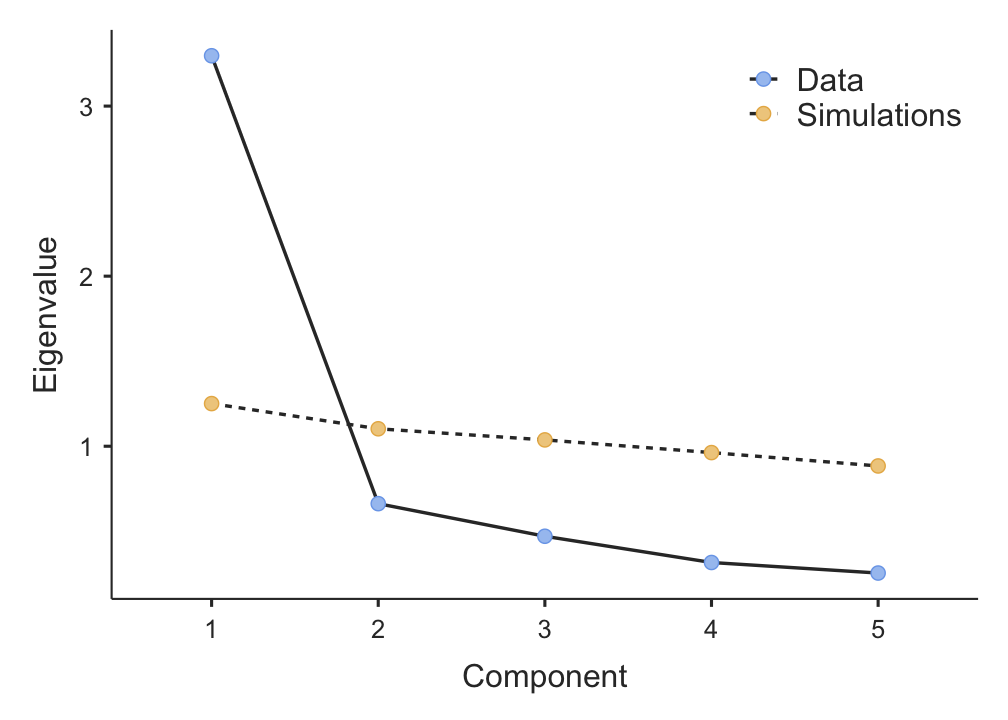 Data
Simulations
3
2
1
Eigenvalue
1 2 3 4 5
Component